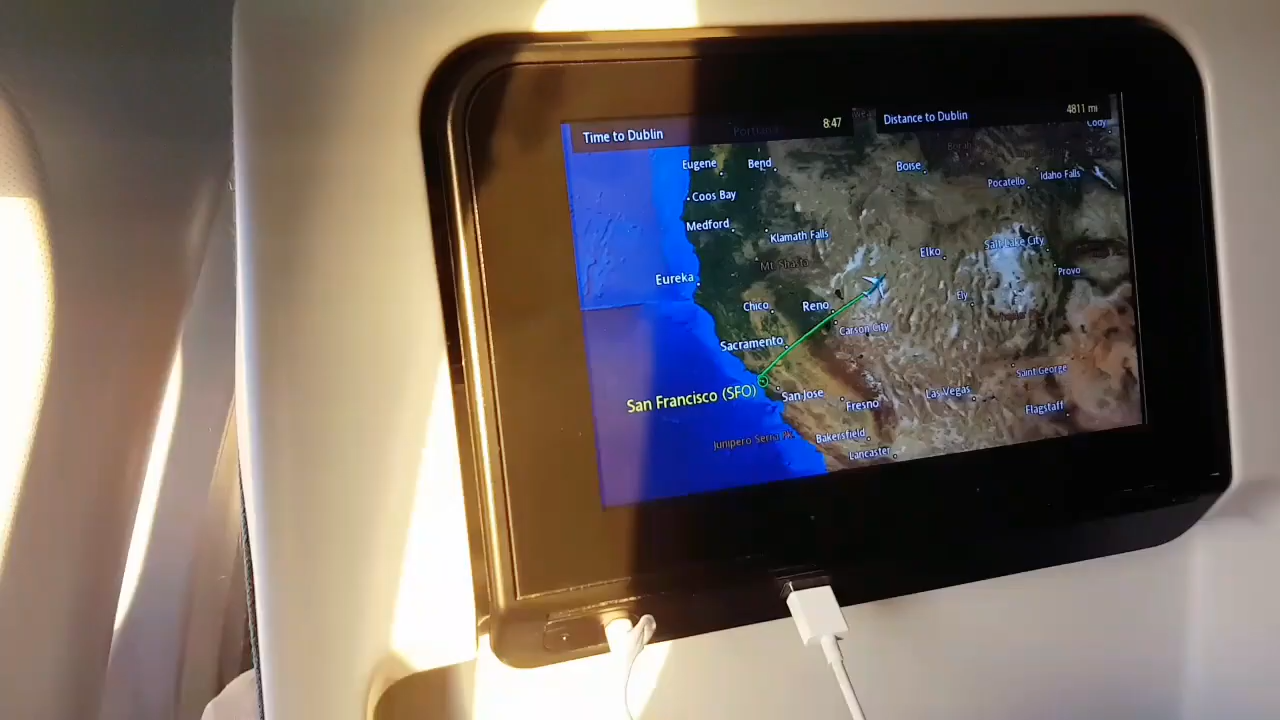 Time to Dublin 8:47
Distance to Dublin 4811 mi
Cody
Eugene
Bend
Boise
Pocatello
Idaho Falls
Coos Bay
Medford
Klamath Falls
Mt. Shasta
Elko
Salt Lake City
Provo
Eureka
Chico
Reno
Ely
Carson City
Sacramento
San Francisco (SFO)
San Jose
Fresno
Las Vegas
Saint George
Flagstaff
Bakersfield
Lancaster